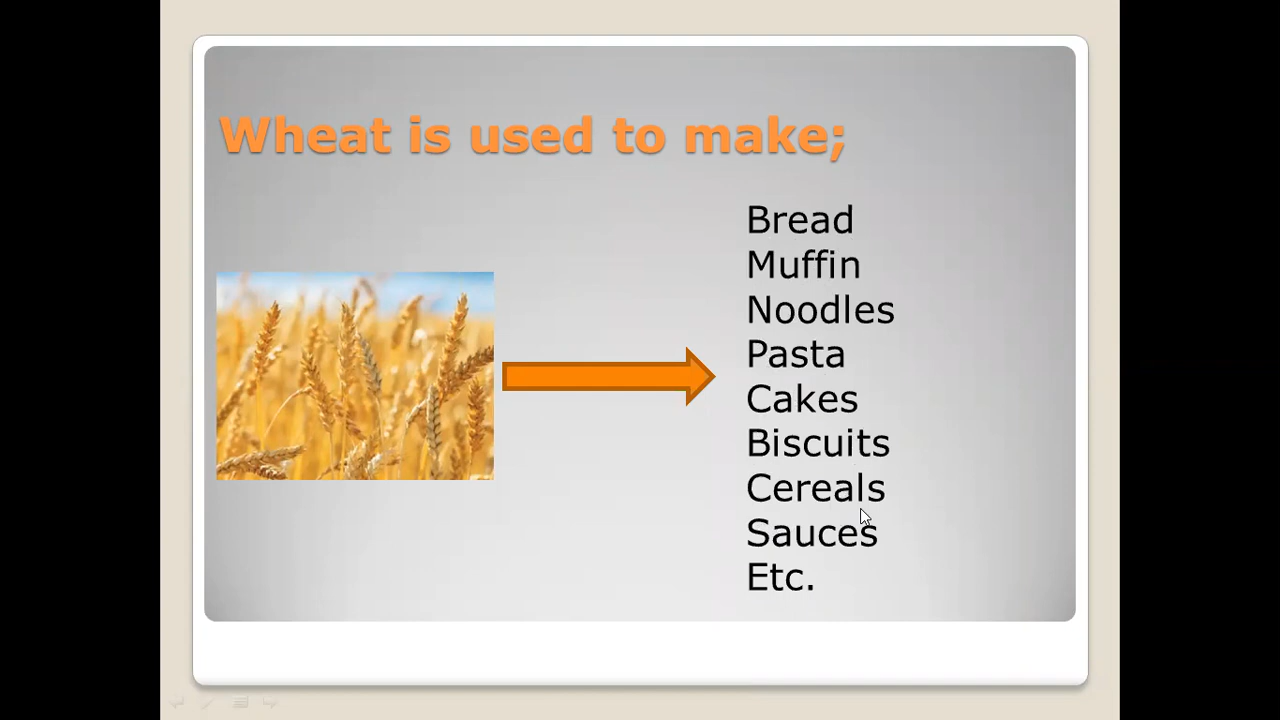 Wheat is used to make;
Bread
Muffin
Noodles
Pasta
Cakes
Biscuits
Cereals
Sauces
Etc.